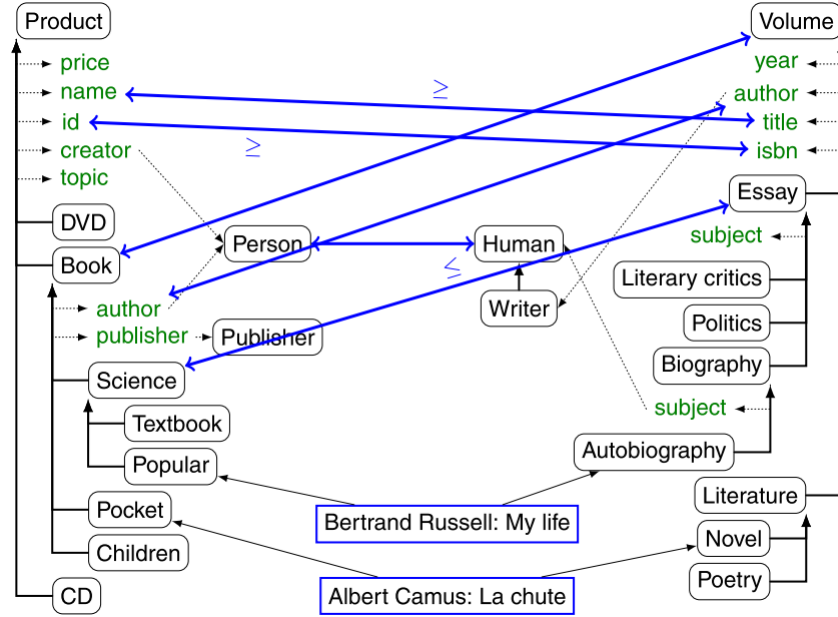 Product
Volume
price
year
name
≥
author
id
title
creator
≥
isbn
topic
Essay
DVD
subject
Person
Human
Book
≤
Literary critics
author
Writer
publisher
Publisher
Politics
Science
Biography
subject
Textbook
Autobiography
Popular
Literature
Pocket
Bertrand Russell: My life
Novel
Children
Poetry
CD
Albert Camus: La chute